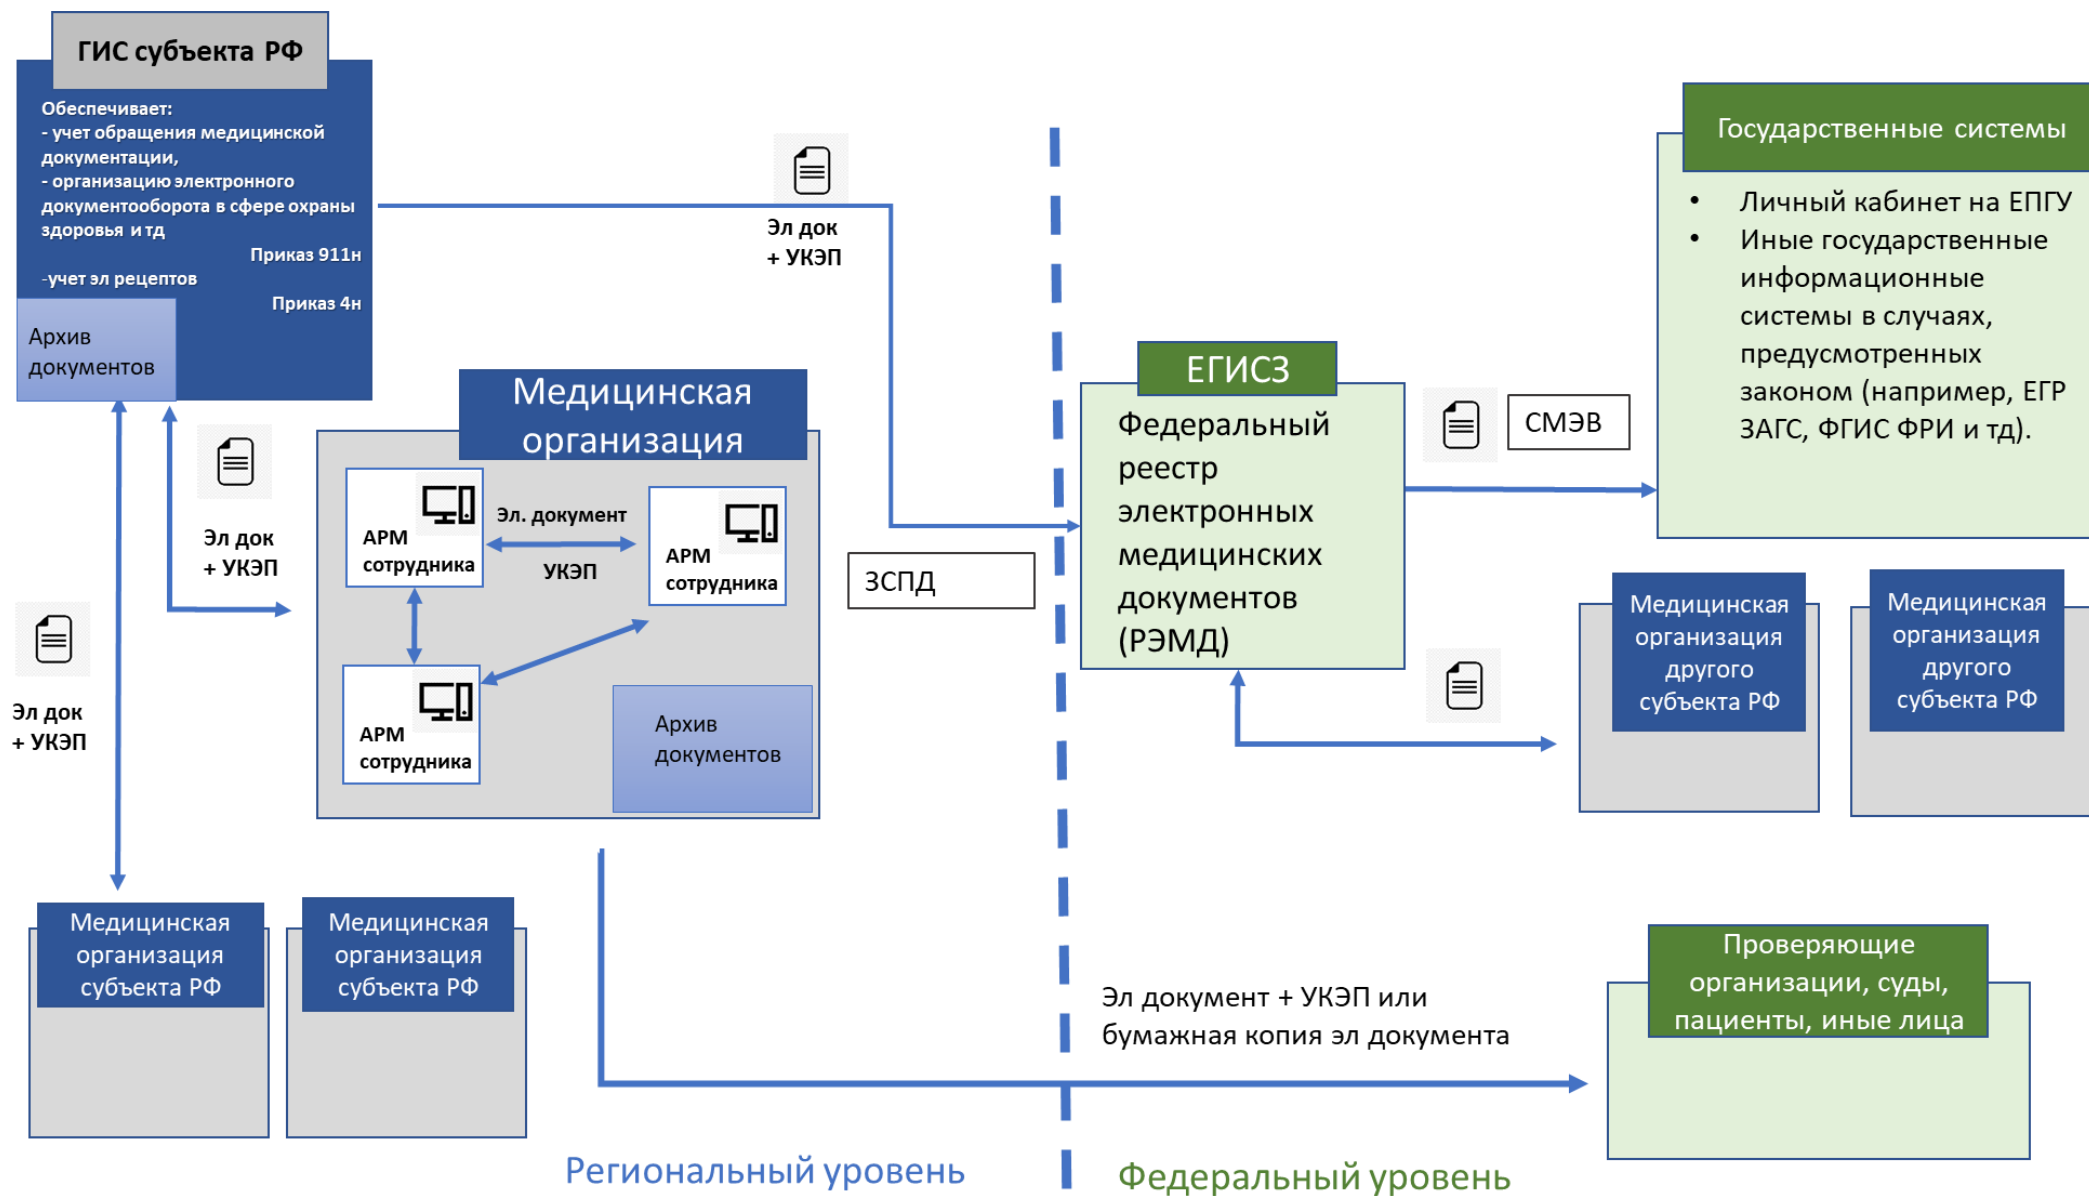 ГИС субъекта РФ
Обеспечивает:
- учет обращения медицинской
документации,
- организацию электронного
документооборота в сфере охраны
здоровья и тд
Приказ 911н
-учет эл рецептов
Приказ 4н
Архив
документов
Эл док
+ УКЭП
Эл док
+ УКЭП
Эл док
+ УКЭП
Медицинская
организация
АРМ
сотрудника
Эл. документ
УКЭП
АРМ
сотрудника
АРМ
сотрудника
Архив
документов
ЗСПД
Медицинская
организация
субъекта РФ
Медицинская
организация
субъекта РФ
Региональный уровень
ЕГИСЗ
Федеральный
реестр
электронных
медицинских
документов
(РЭМД)
СМЭВ
Государственные системы
• Личный кабинет на ЕПГУ
• Иные государственные
информационные
системы в случаях,
предусмотренных
законом (например, ЕГР
ЗАГС, ФГИС ФРИ и тд).
Медицинская
организация
другого
субъекта РФ
Медицинская
организация
другого
субъекта РФ
Эл документ + УКЭП или
бумажная копия эл документа
Проверяющие
организации, суды,
пациенты, иные лица
Федеральный уровень